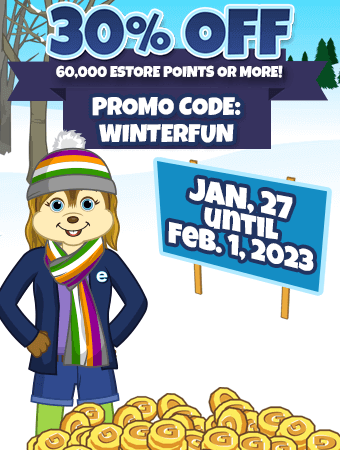 30% OFF
60,000 ESTORE POINTS OR MORE!
PROMO CODE:
WINTERFUN
JAN. 27
UNTIL
FEB. 1, 2023
e